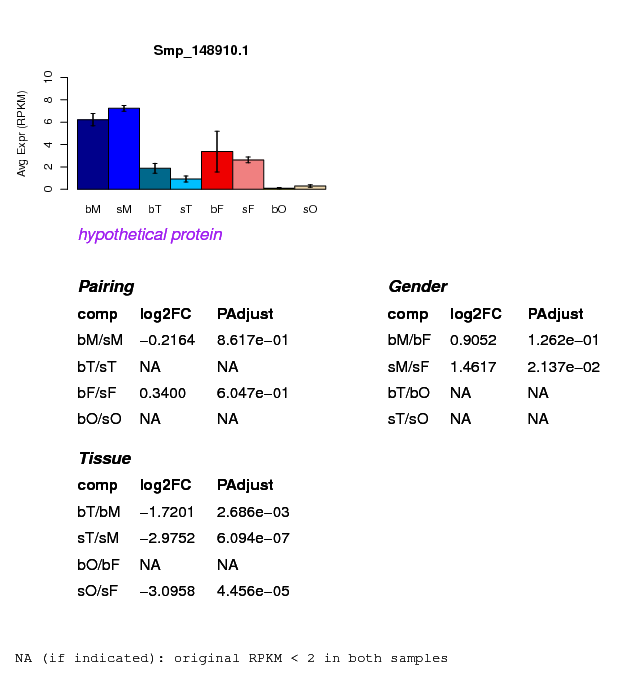 Smp_148910.1
Avg Expr (RPKM)
0 2 4 6 8 10
bM sM bT sT bF sF bO sO
hypothetical protein
Pairing
comp log2FC PAdjust
bM/sM −0.2164 8.617e−01
bT/sT NA NA
bF/sF 0.3400 6.047e−01
bO/sO NA NA
Gender
comp log2FC PAdjust
bM/bF 0.9052 1.262e−01
sM/sF 1.4617 2.137e−02
bT/bO NA NA
sT/sO NA NA
Tissue
comp log2FC PAdjust
bT/bM −1.7201 2.686e−03
sT/sM −2.9752 6.094e−07
bO/bF NA NA
sO/sF −3.0958 4.456e−05
NA (if indicated): original RPKM < 2 in both samples